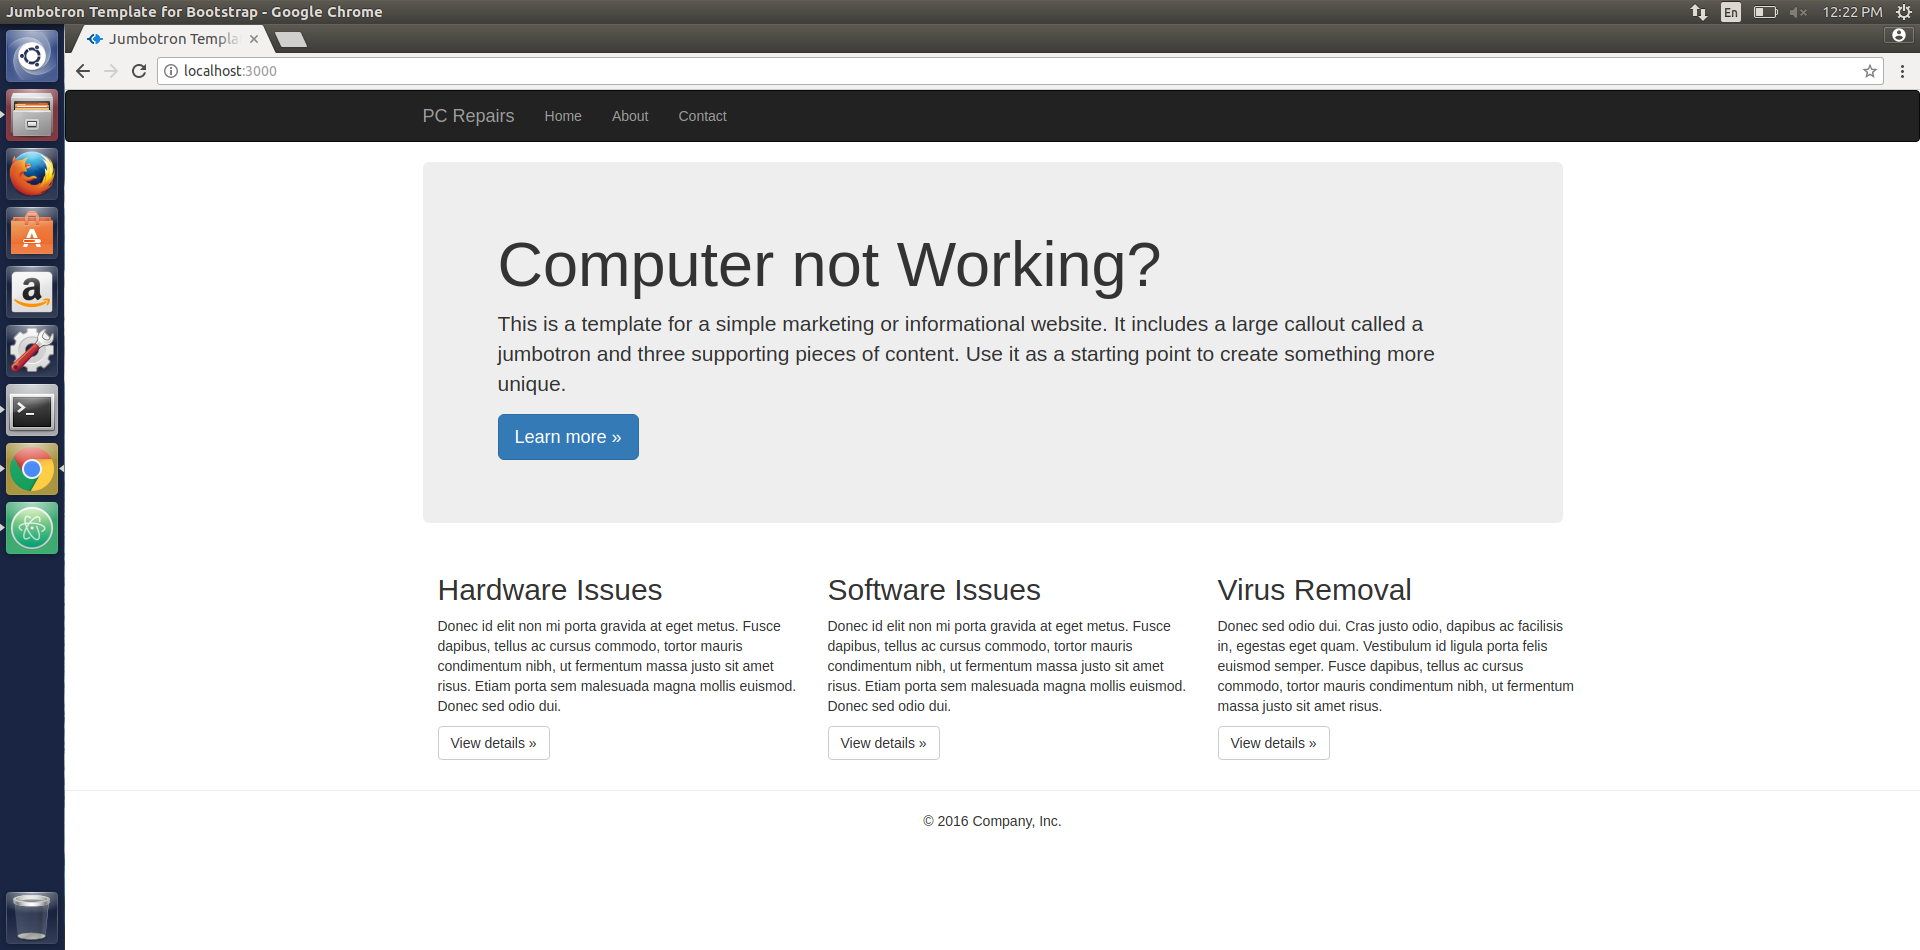 Jumbotron Template for Bootstrap - Google Chrome
En
12:22 PM
Jumbotron Templa
localhost:3000
PC Repairs
Home
About
Contact
Computer not Working?
This is a template for a simple marketing or informational website. It includes a large callout called a
jumbotron and three supporting pieces of content. Use it as a starting point to create something more
unique.
Learn more »
Hardware Issues
Donec id elit non mi porta gravida at eget metus. Fusce
dapibus, tellus ac cursus commodo, tortor mauris
condimentum nibh, ut fermentum massa justo sit amet
risus. Etiam porta sem malesuada magna mollis euismod.
Donec sed odio dui.
View details »
Software Issues
Donec id elit non mi porta gravida at eget metus. Fusce
dapibus, tellus ac cursus commodo, tortor mauris
condimentum nibh, ut fermentum massa justo sit amet
risus. Etiam porta sem malesuada magna mollis euismod.
Donec sed odio dui.
View details »
Virus Removal
Donec sed odio dui. Cras justo odio, dapibus ac facilisis
in, egestas eget quam. Vestibulum id ligula porta felis
euismod semper. Fusce dapibus, tellus ac cursus
commodo, tortor mauris condimentum nibh, ut fermentum
massa justo sit amet risus.
View details »
© 2016 Company, Inc.